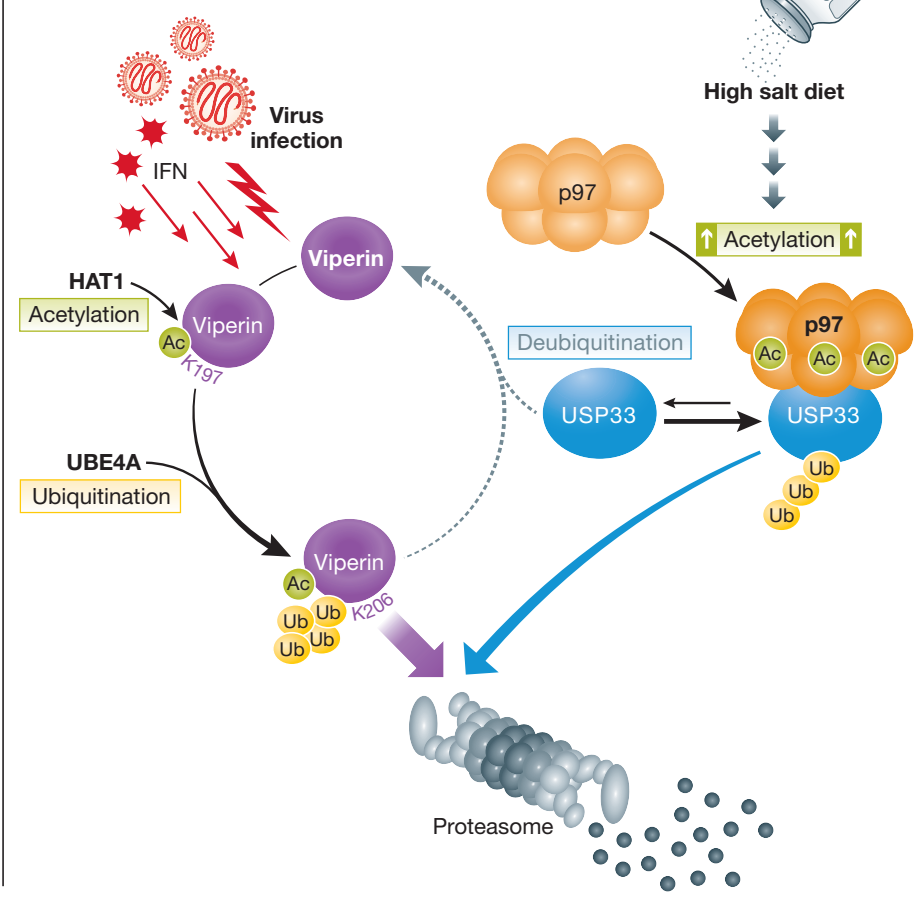 High salt diet
Virus
infection
IFN
p97
Acetylation
Viperin
HAT1
Acetylation
Viperin
Ac
K197
p97
Ac
Ac
Ac
Deubiquitination
USP33
USP33
UBE4A
Ubiquitination
Ub
Ub
Ub
Viperin
Ac
K206
Ub
Ub
Ub
Ub
Proteasome